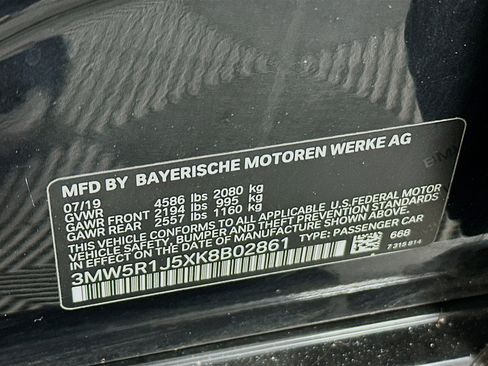 MFD BY BAYERISCHE MOTOREN WERKE AG
07/19
GVWR 4586 lbs 2080 kg
GAWR FRONT 2194 lbs 995 kg
GAWR REAR 2557 lbs 1160 kg
THIS VEHICLE CONFORMS TO ALL APPLICABLE U.S.FEDERAL MOTOR
VEHICLE SAFETY, BUMPER, AND THEFT PREVENTION STANDARDS
IN EFFECT ON THE DATE OF MANUFACTURE SHOWN ABOVE.
3MW5R1J5XK8B02861 TYPE: PASSENGER CAR
668
7 315 814
BMW